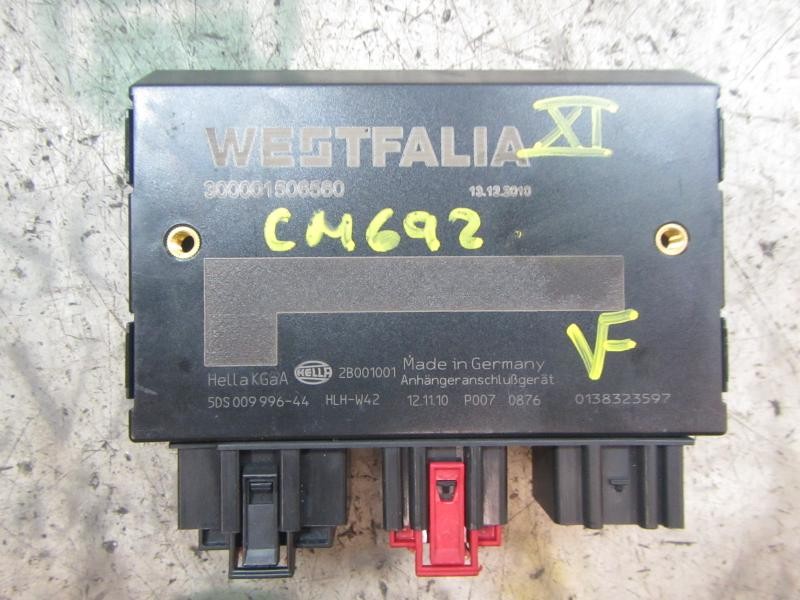 WESTFALIA XI
300001506560 13.12.2010
CM692
VF
Hella KGaA HELLA 2B001001 Made in Germany
Anhängeranschlußgerät
5DS 009 996-44 HLH-W42 12.11.10 P007 0876 0138323597